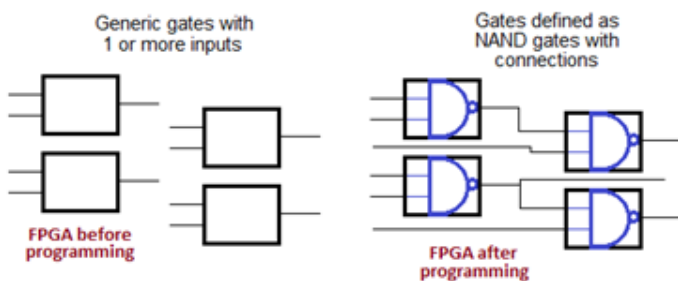 Generic gates with
1 or more inputs
FPGA before
programming
Gates defined as
NAND gates with
connections
FPGA after
programming